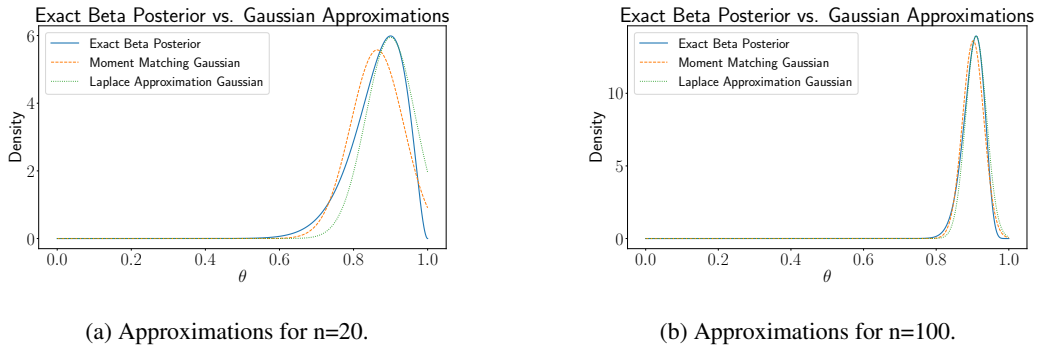 Exact Beta Posterior vs. Gaussian Approximations
6
4
2
0
Density
Exact Beta Posterior
Moment Matching Gaussian
Laplace Approximation Gaussian
0.0 0.2 0.4 0.6 0.8 1.0
θ
(a) Approximations for n=20.
Exact Beta Posterior vs. Gaussian Approximations
10
5
0
Density
Exact Beta Posterior
Moment Matching Gaussian
Laplace Approximation Gaussian
0.0 0.2 0.4 0.6 0.8 1.0
θ
(b) Approximations for n=100.